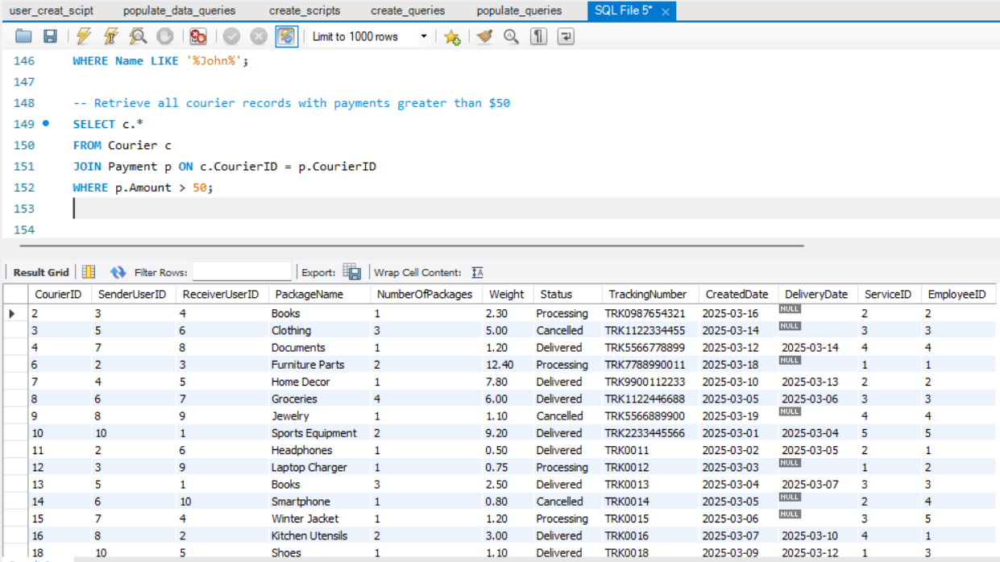 user_creat_scipt populate_data_queries create_scripts create_queries populate_queries SQL File 5* ×
Limit to 1000 rows
146 WHERE Name LIKE '%John%';
147
148 -- Retrieve all courier records with payments greater than $50
149 SELECT c.*
150 FROM Courier c
151 JOIN Payment p ON c.CourierID = p.CourierID
152 WHERE p.Amount > 50;
153
154
Result Grid Filter Rows: Export: Wrap Cell Content: IA
CourierID SenderUserID ReceiverUserID PackageName NumberOfPackages Weight Status TrackingNumber CreatedDate DeliveryDate ServiceID EmployeeID
2 3 4 Books 1 2.30 Processing TRK0987654321 2025-03-16 NULL 2 2
3 5 6 Clothing 3 5.00 Cancelled TRK1122334455 2025-03-14 NULL 3 3
4 7 8 Documents 1 1.20 Delivered TRK5566778899 2025-03-12 2025-03-14 4 4
6 2 3 Furniture Parts 2 12.40 Processing TRK7788990011 2025-03-18 NULL 1 1
7 4 5 Home Decor 1 7.80 Delivered TRK9900112233 2025-03-10 2025-03-13 2 2
8 6 7 Groceries 4 6.00 Delivered TRK1122446688 2025-03-05 2025-03-06 3 3
9 8 9 Jewelry 1 1.10 Cancelled TRK5566889900 2025-03-19 NULL 4 4
10 10 1 Sports Equipment 2 9.20 Delivered TRK2233445566 2025-03-01 2025-03-04 5 5
11 2 6 Headphones 1 0.50 Delivered TRK0011 2025-03-02 2025-03-05 2 1
12 3 9 Laptop Charger 1 0.75 Processing TRK0012 2025-03-03 NULL 1 2
13 5 1 Books 3 2.50 Delivered TRK0013 2025-03-04 2025-03-07 3 3
14 6 10 Smartphone 1 0.80 Cancelled TRK0014 2025-03-05 NULL 2 4
15 7 4 Winter Jacket 1 1.20 Processing TRK0015 2025-03-06 NULL 3 5
16 8 2 Kitchen Utensils 2 3.00 Delivered TRK0016 2025-03-07 2025-03-10 4 1
18 10 5 Shoes 1 1.10 Delivered TRK0018 2025-03-09 2025-03-12 1 3